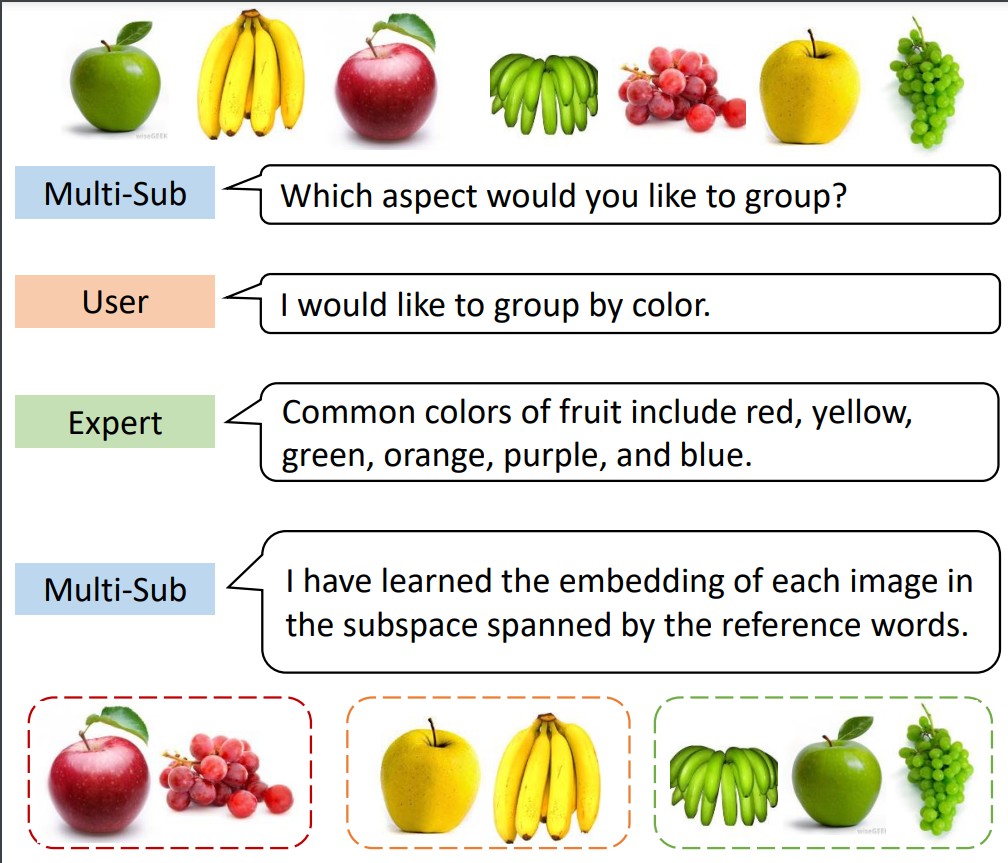 wiseGEEK
Multi-Sub
Which aspect would you like to group?
User
I would like to group by color.
Expert
Common colors of fruit include red, yellow,
green, orange, purple, and blue.
Multi-Sub
I have learned the embedding of each image in
the subspace spanned by the reference words.
wiseGEEK